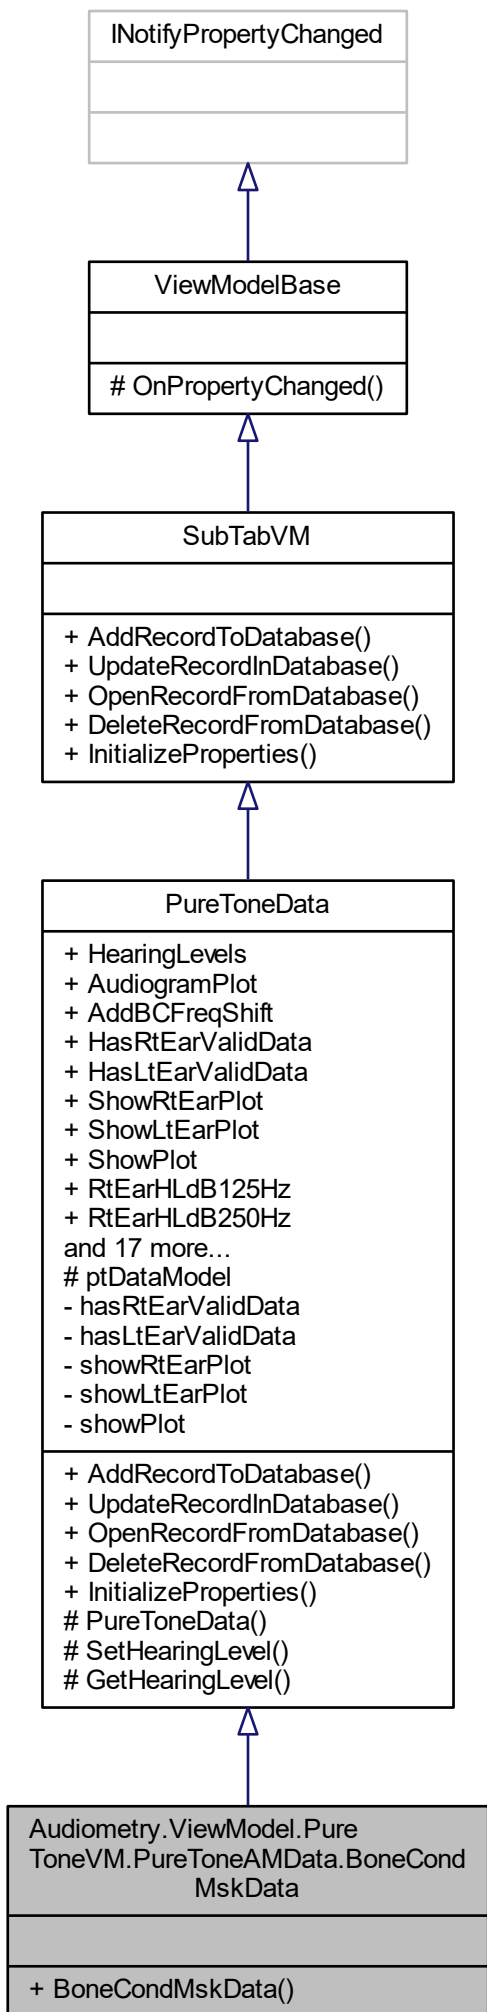 INotifyPropertyChanged
ViewModelBase
# OnPropertyChanged()
SubTabVM
+ AddRecordToDatabase()
+ UpdateRecordInDatabase()
+ OpenRecordFromDatabase()
+ DeleteRecordFromDatabase()
+ InitializeProperties()
PureToneData
+ HearingLevels
+ AudiogramPlot
+ AddBCFreqShift
+ HasRtEarValidData
+ HasLtEarValidData
+ ShowRtEarPlot
+ ShowLtEarPlot
+ ShowPlot
+ RtEarHLdB125Hz
+ RtEarHLdB250Hz
and 17 more...
# ptDataModel
- hasRtEarValidData
- hasLtEarValidData
- showRtEarPlot
- showLtEarPlot
- showPlot
+ AddRecordToDatabase()
+ UpdateRecordInDatabase()
+ OpenRecordFromDatabase()
+ DeleteRecordFromDatabase()
+ InitializeProperties()
# PureToneData()
# SetHearingLevel()
# GetHearingLevel()
Audiometry.ViewModel.Pure
ToneVM.PureToneAMData.BoneCond
MskData
+ BoneCondMskData()